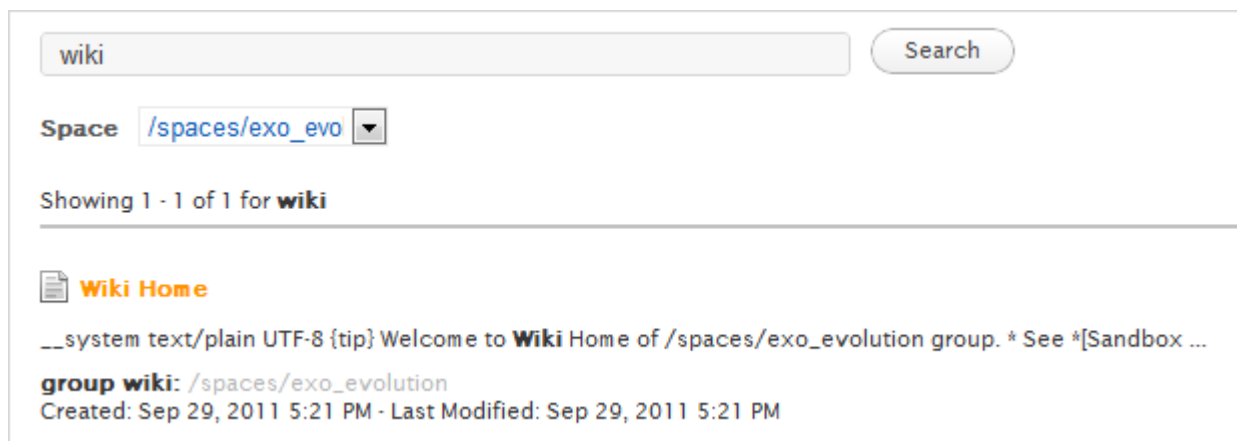 wiki
Search
Space /spaces/exo_evo
Showing 1 - 1 of 1 for wiki
Wiki Home
__system text/plain UTF-8 {tip} Welcome to Wiki Home of /spaces/exo_evolution group. * See *[Sandbox ...
group wiki: /spaces/exo_evolution
Created: Sep 29, 2011 5:21 PM - Last Modified: Sep 29, 2011 5:21 PM